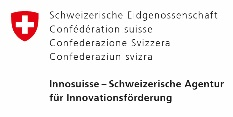 Schweizerische Eidgenossenschaft
Confédération suisse
Confederazione Svizzera
Confederaziun svizra
Innosuisse – Schweizerische Agentur
für Innovationsförderung